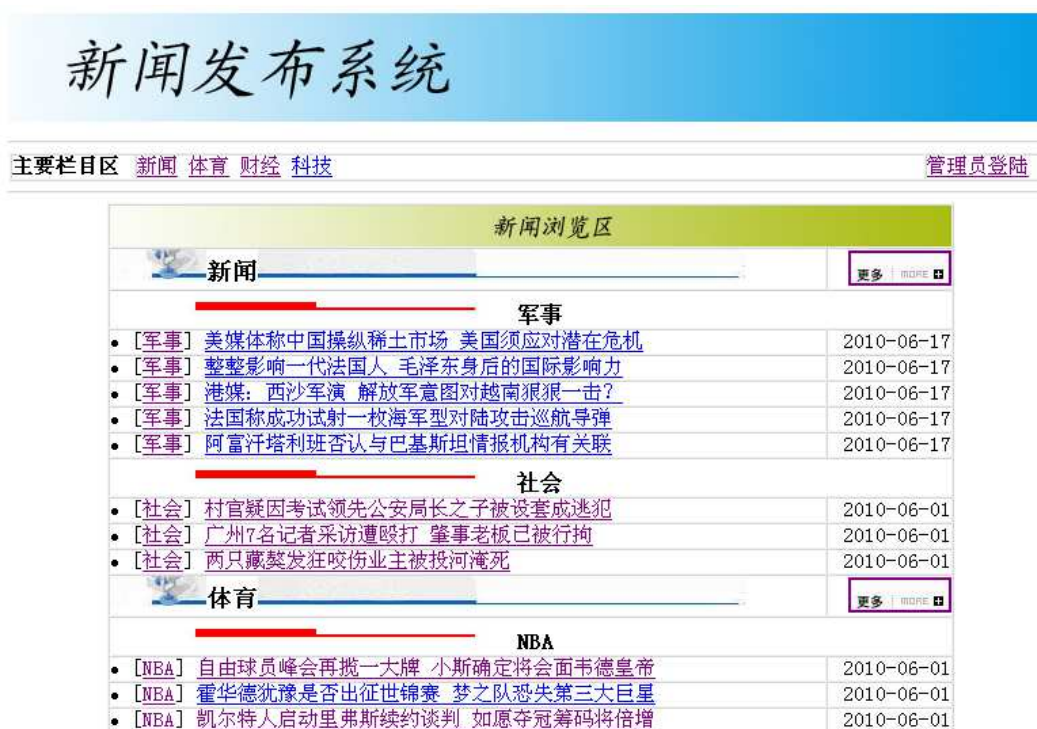 新闻发布系统
主要栏目区 新闻 体育 财经 科技 管理员登陆
新闻浏览区
新闻 更多 MORE
军事
[军事] 美媒体称中国操纵稀土市场 美国须应对潜在危机 2010-06-17
[军事] 整整影响一代法国人 毛泽东身后的国际影响力 2010-06-17
[军事] 港媒：西沙军演 解放军意图对越南狠狠一击？ 2010-06-17
[军事] 法国称成功试射一枚海军型对陆攻击巡航导弹 2010-06-17
[军事] 阿富汗塔利班否认与巴基斯坦情报机构有关联 2010-06-17
社会
[社会] 村官疑因考试领先公安局长之子被设套成逃犯 2010-06-01
[社会] 广州7名记者采访遭殴打 肇事老板已被行拘 2010-06-01
[社会] 两只藏獒发狂咬伤业主被投河淹死 2010-06-01
体育 更多 MORE
NBA
[NBA] 自由球员峰会再揽一大牌 小斯确定将会面韦德皇帝 2010-06-01
[NBA] 霍华德犹豫是否出征世锦赛 梦之队恐失第三大巨星 2010-06-01
[NBA] 凯尔特人启动里弗斯续约谈判 如愿夺冠筹码将倍增 2010-06-01